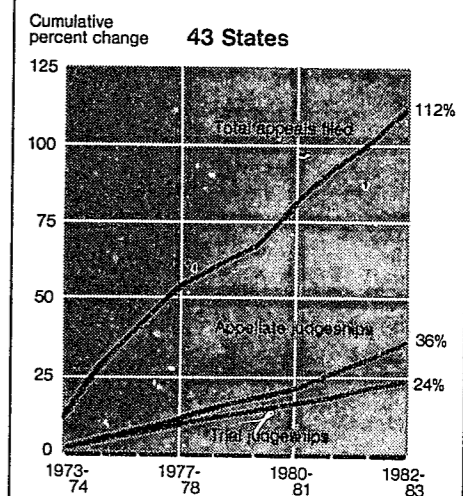 Cumulative
percent change
43 States
125
100
75
50
25
0
Total appeals filed
112%
Appellate judgeships
36%
24%
Trial judgeships
1973-
74
1977-
78
1980-
81
1982-
83